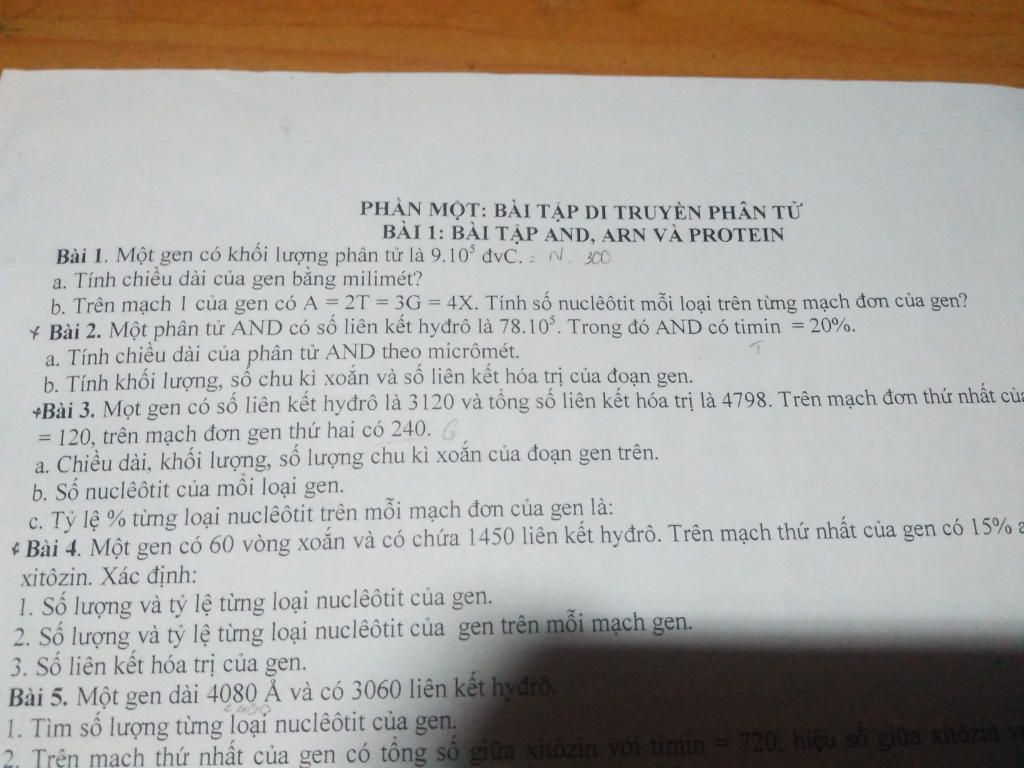 PHẦN MỘT: BÀI TẬP DI TRUYỀN PHÂN TỬ
BÀI 1: BÀI TẬP AND, ARN VÀ PROTEIN
Bài 1. Một gen có khối lượng phân tử là 9.10⁵ đvC. = N. 300
a. Tính chiều dài của gen bằng milimét?
b. Trên mạch 1 của gen có A = 2T = 3G = 4X. Tính số nuclêôtit mỗi loại trên từng mạch đơn của gen?
Bài 2. Một phân tử AND có số liên kết hyđrô là 78.10⁵. Trong đó AND có timin = 20%.
T
a. Tính chiều dài của phân tử AND theo micrômét.
b. Tính khối lượng, số chu kì xoắn và số liên kết hóa trị của đoạn gen.
Bài 3. Mọt gen có số liên kết hyđrô là 3120 và tổng số liên kết hóa trị là 4798. Trên mạch đơn thứ nhất
= 120, trên mạch đơn gen thứ hai có 240. G
a. Chiều dài, khối lượng, số lượng chu kì xoắn của đoạn gen trên.
b. Số nuclêôtit của mỗi loại gen.
c. Tỷ lệ % từng loại nuclêôtit trên mỗi mạch đơn của gen là:
Bài 4. Một gen có 60 vòng xoắn và có chứa 1450 liên kết hyđrô. Trên mạch thứ nhất của gen có 15%
xitôzin. Xác định:
1. Số lượng và tỷ lệ từng loại nuclêôtit của gen.
2. Số lượng và tỷ lệ từng loại nuclêôtit của gen trên mỗi mạch gen.
3. Số liên kết hóa trị của gen.
Bài 5. Một gen dài 4080 Å và có 3060 liên kết hyđrô.
2400
1. Tìm số lượng từng loại nuclêôtit của gen.
2. Trên mạch thứ nhất của gen có tổng số giữa xitôzin với timin = 720, hiệu số giữa xitôzin